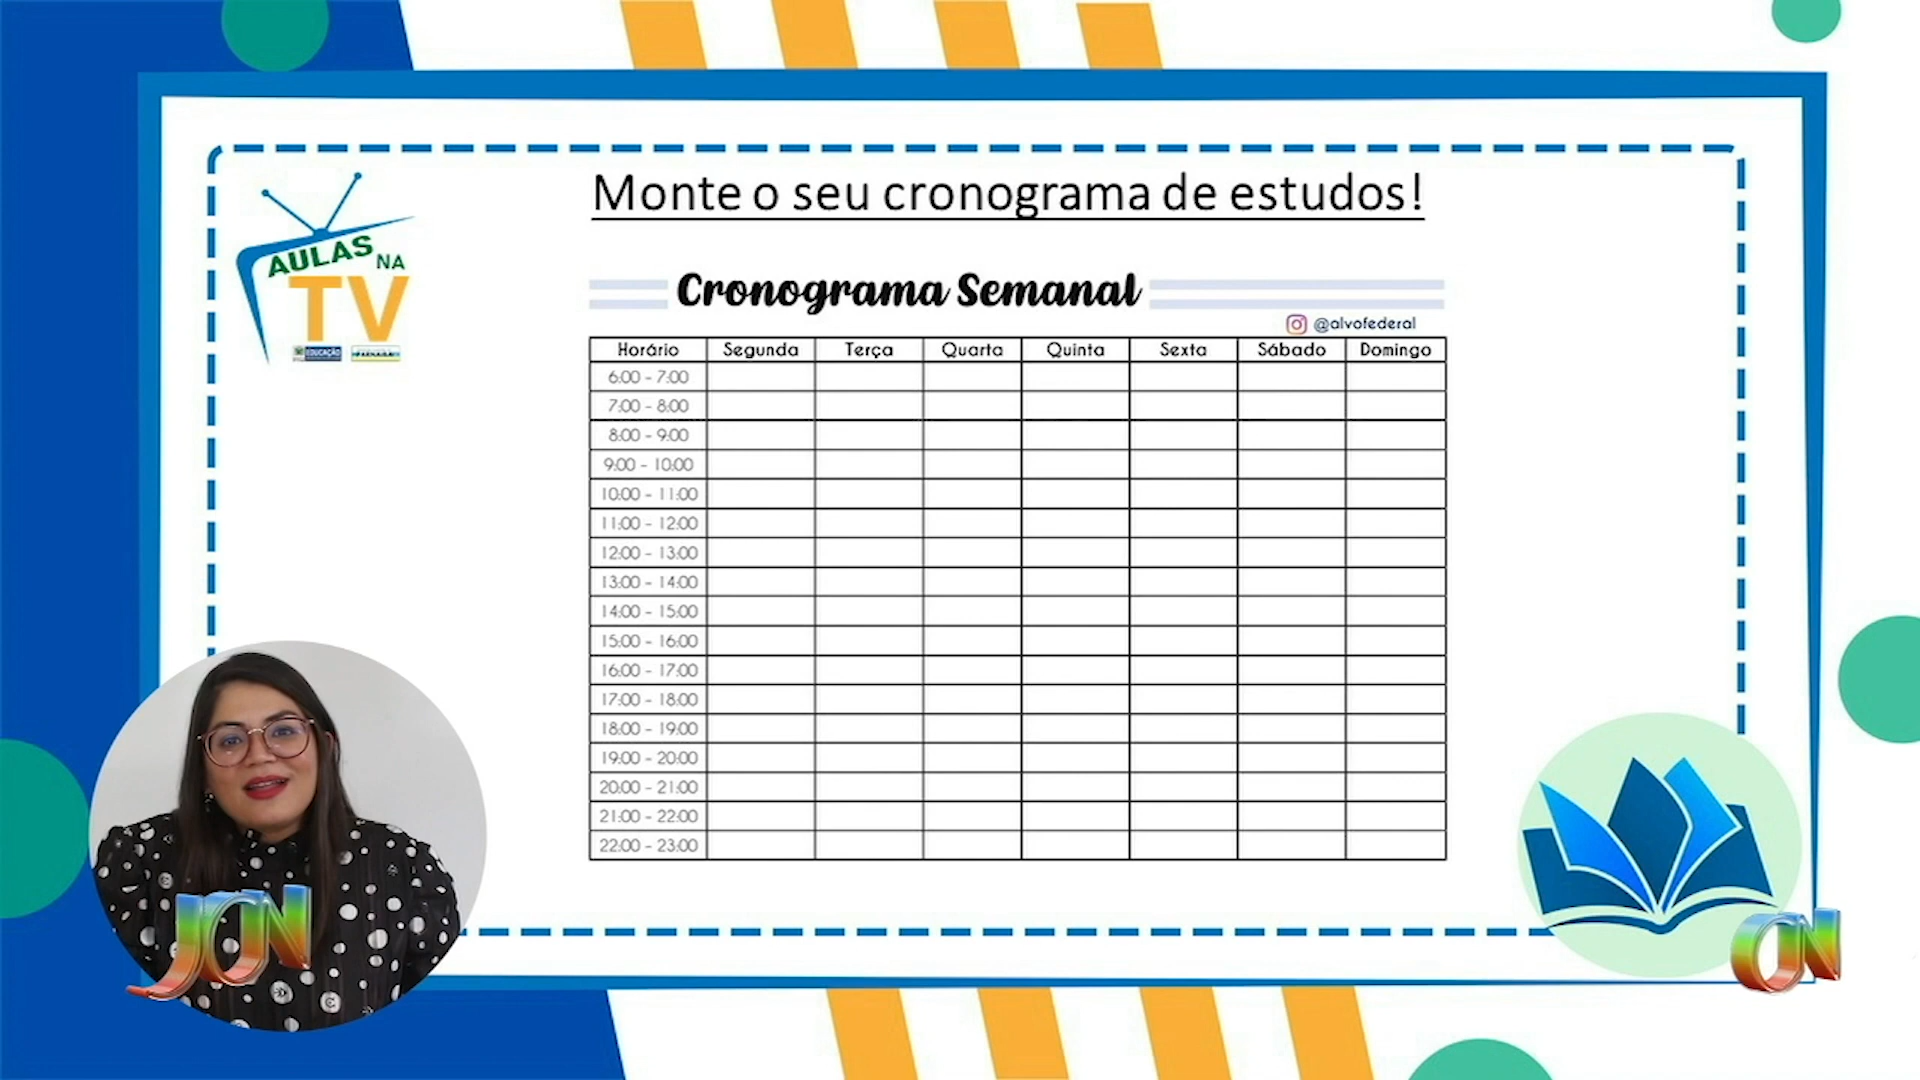 Monte o seu cronograma de estudos!
AULAS NA
TV
EDUCAÇÃO
Cronograma Semanal
@alvofederal
Horário Segunda Terça Quarta Quinta Sexta Sábado Domingo
6:00 - 7:00
7:00 - 8:00
8:00 - 9:00
9:00 - 10:00
10:00 - 11:00
11:00 - 12:00
12:00 - 13:00
13:00 - 14:00
14:00 - 15:00
15:00 - 16:00
16:00 - 17:00
17:00 - 18:00
18:00 - 19:00
19:00 - 20:00
20:00 - 21:00
21:00 - 22:00
22:00 - 23:00
JCN
CN